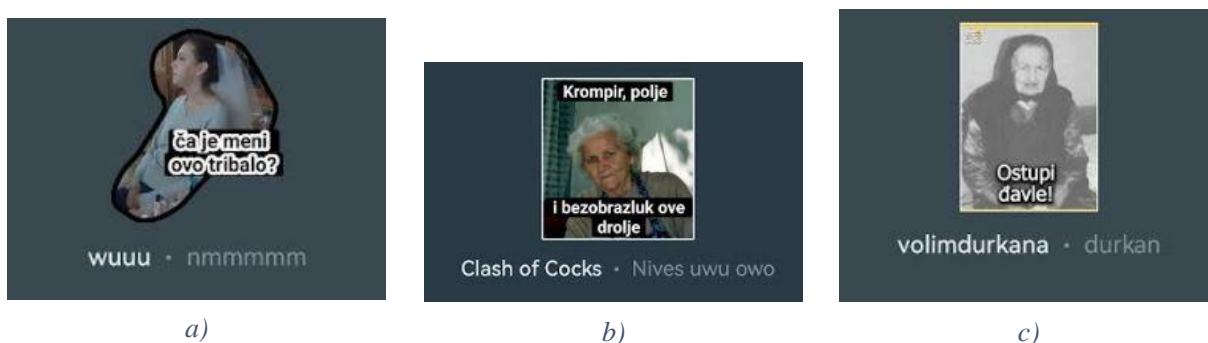 ča je meni
ovo tribalo?
wuuu · nmmmmm
a)
Krompir, polje
i bezobrazluk ove
drolje
Clash of Cocks · Nives uwu owo
b)
Ostupi
đavle!
volimdurkana · durkan
c)